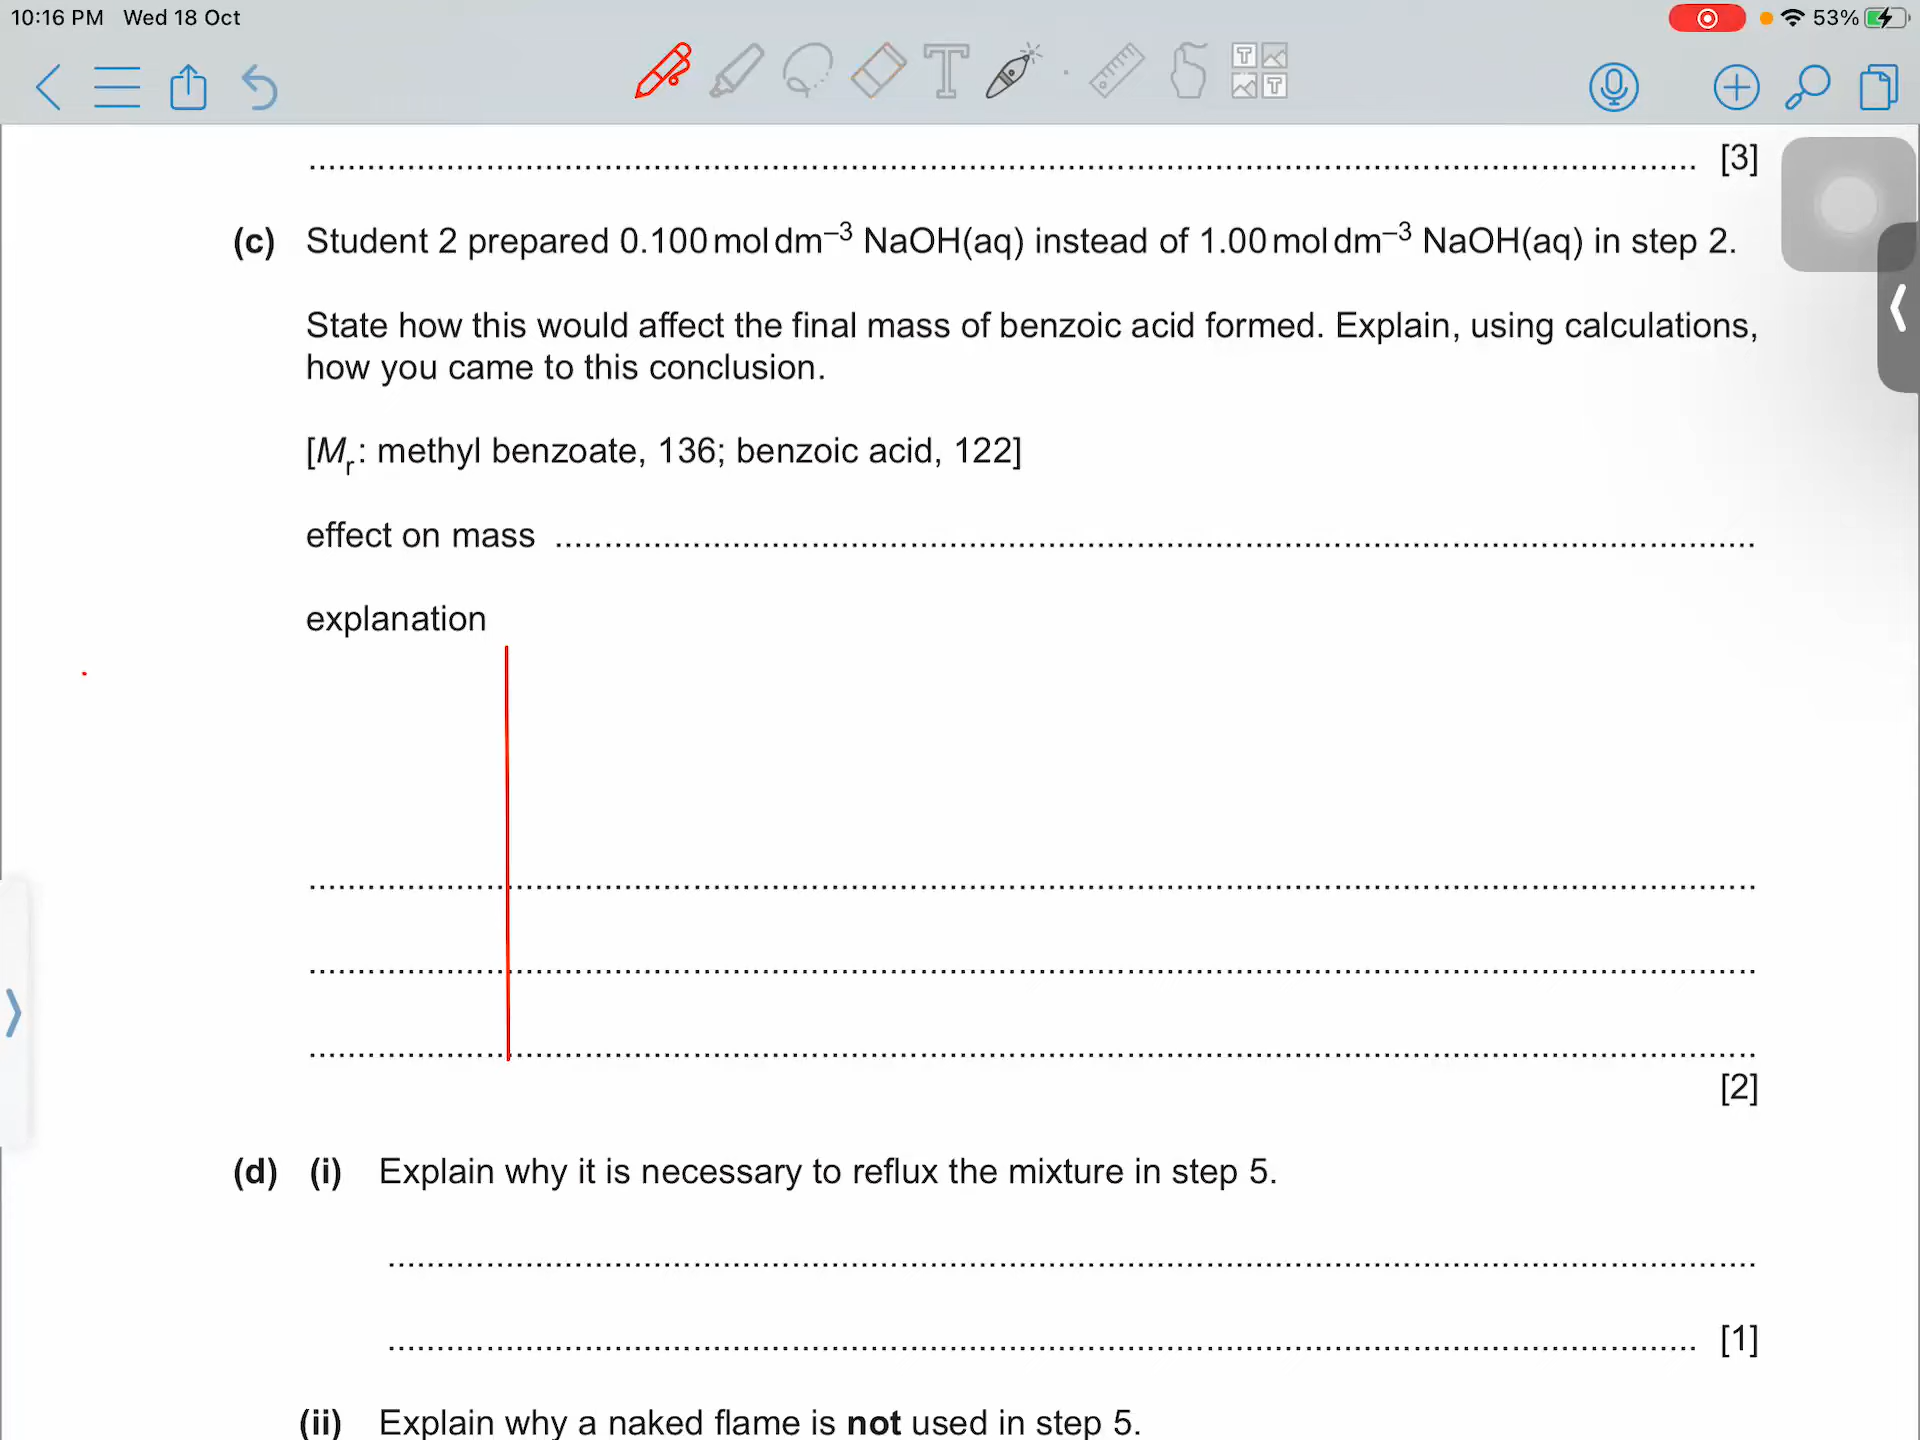 10:16 PM Wed 18 Oct
53%
[3]
(c) Student 2 prepared 0.100 mol dm⁻³ NaOH(aq) instead of 1.00 mol dm⁻³ NaOH(aq) in step 2.
State how this would affect the final mass of benzoic acid formed. Explain, using calculations,
how you came to this conclusion.
[Mᵣ: methyl benzoate, 136; benzoic acid, 122]
effect on mass
explanation
[2]
(d) (i) Explain why it is necessary to reflux the mixture in step 5.
[1]
(ii) Explain why a naked flame is not used in step 5.